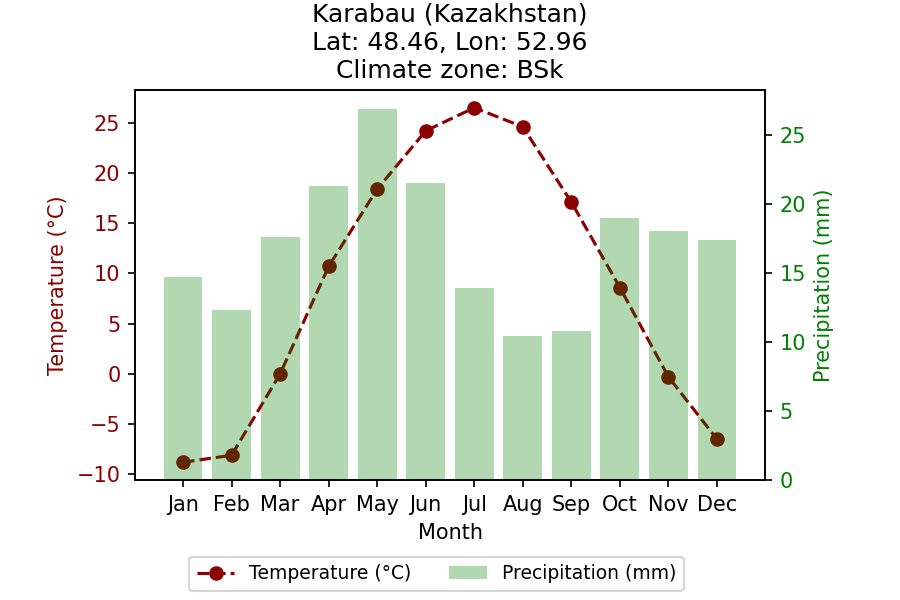 Karabau (Kazakhstan)
Lat: 48.46, Lon: 52.96
Climate zone: BSk
Temperature (°C)
25
20
15
10
5
0
−5
−10
25
20
15
10
5
0
Precipitation (mm)
Jan Feb Mar Apr May Jun Jul Aug Sep Oct Nov Dec
Month
Temperature (°C) Precipitation (mm)